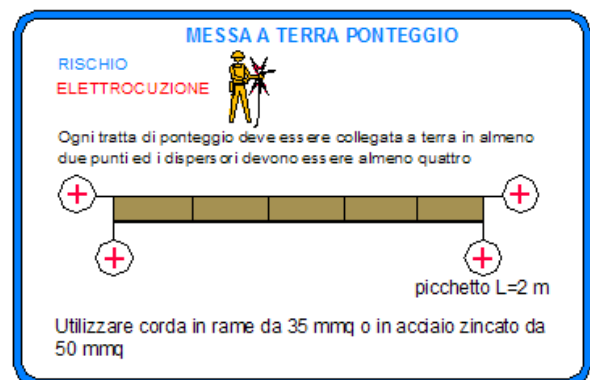 MESSA A TERRA PONTEGGIO
RISCHIO
ELETTROCUZIONE
Ogni tratta di ponteggio deve essere collegata a terra in almeno
due punti ed i dispersori devono essere almeno quattro
picchetto L=2 m
Utilizzare corda in rame da 35 mmq o in acciaio zincato da
50 mmq